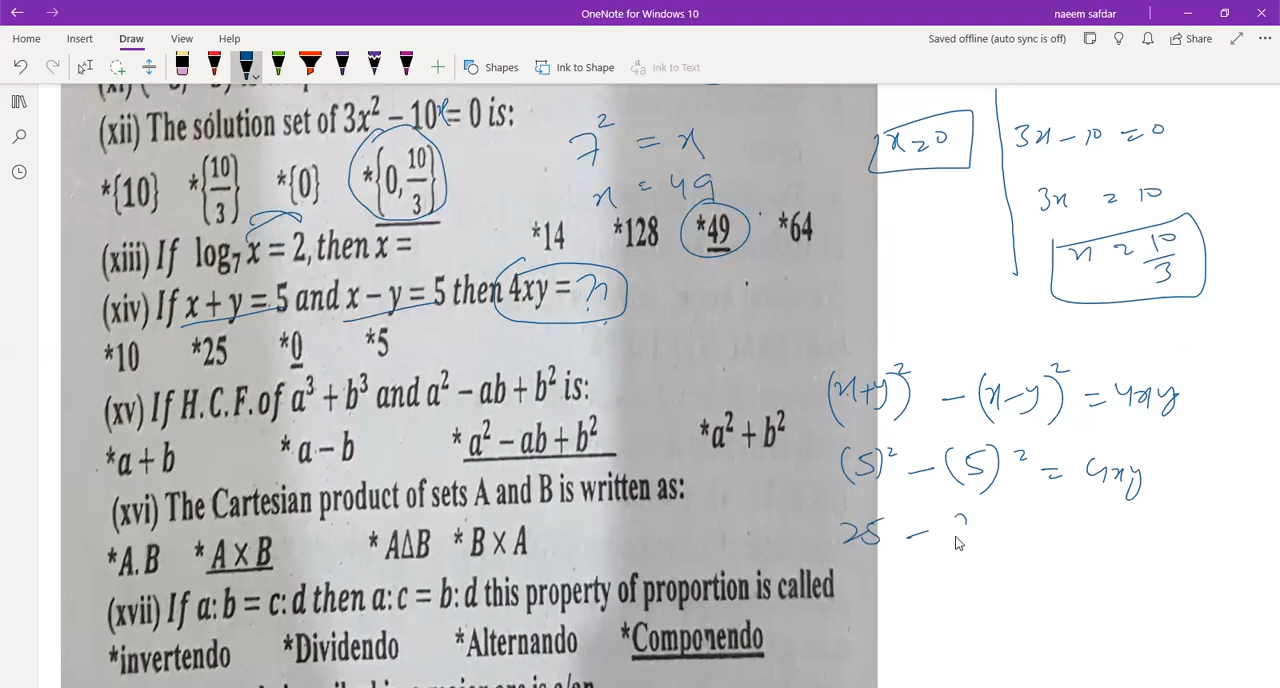 OneNote for Windows 10
naeem safdar
Home Insert Draw View Help
Saved offline (auto sync is off)
Share
Shapes
Ink to Shape
Ink to Text
(xii) The solution set of 3x² – 10x = 0 is:
*{10} *{10/3} *{0} *{0, 10/3}
7² = x
x = 49
x = 0
3x – 10 = 0
3x = 10
x = 10/3
(xiii) If log₇ x = 2, then x = *14 *128 *49 *64
(xiv) If x + y = 5 and x – y = 5 then 4xy = ?
*10 *25 *0 *5
(x+y)² – (x–y)² = 4xy
(5)² – (5)² = 4xy
25 –
(xv) If H.C.F. of a³ + b³ and a² – ab + b² is:
*a + b *a – b *a² – ab + b² *a² + b²
(xvi) The Cartesian product of sets A and B is written as:
*A.B *A × B *AΔB *B × A
(xvii) If a: b = c: d then a: c = b: d this property of proportion is called
*invertendo *Dividendo *Alternando *Componendo